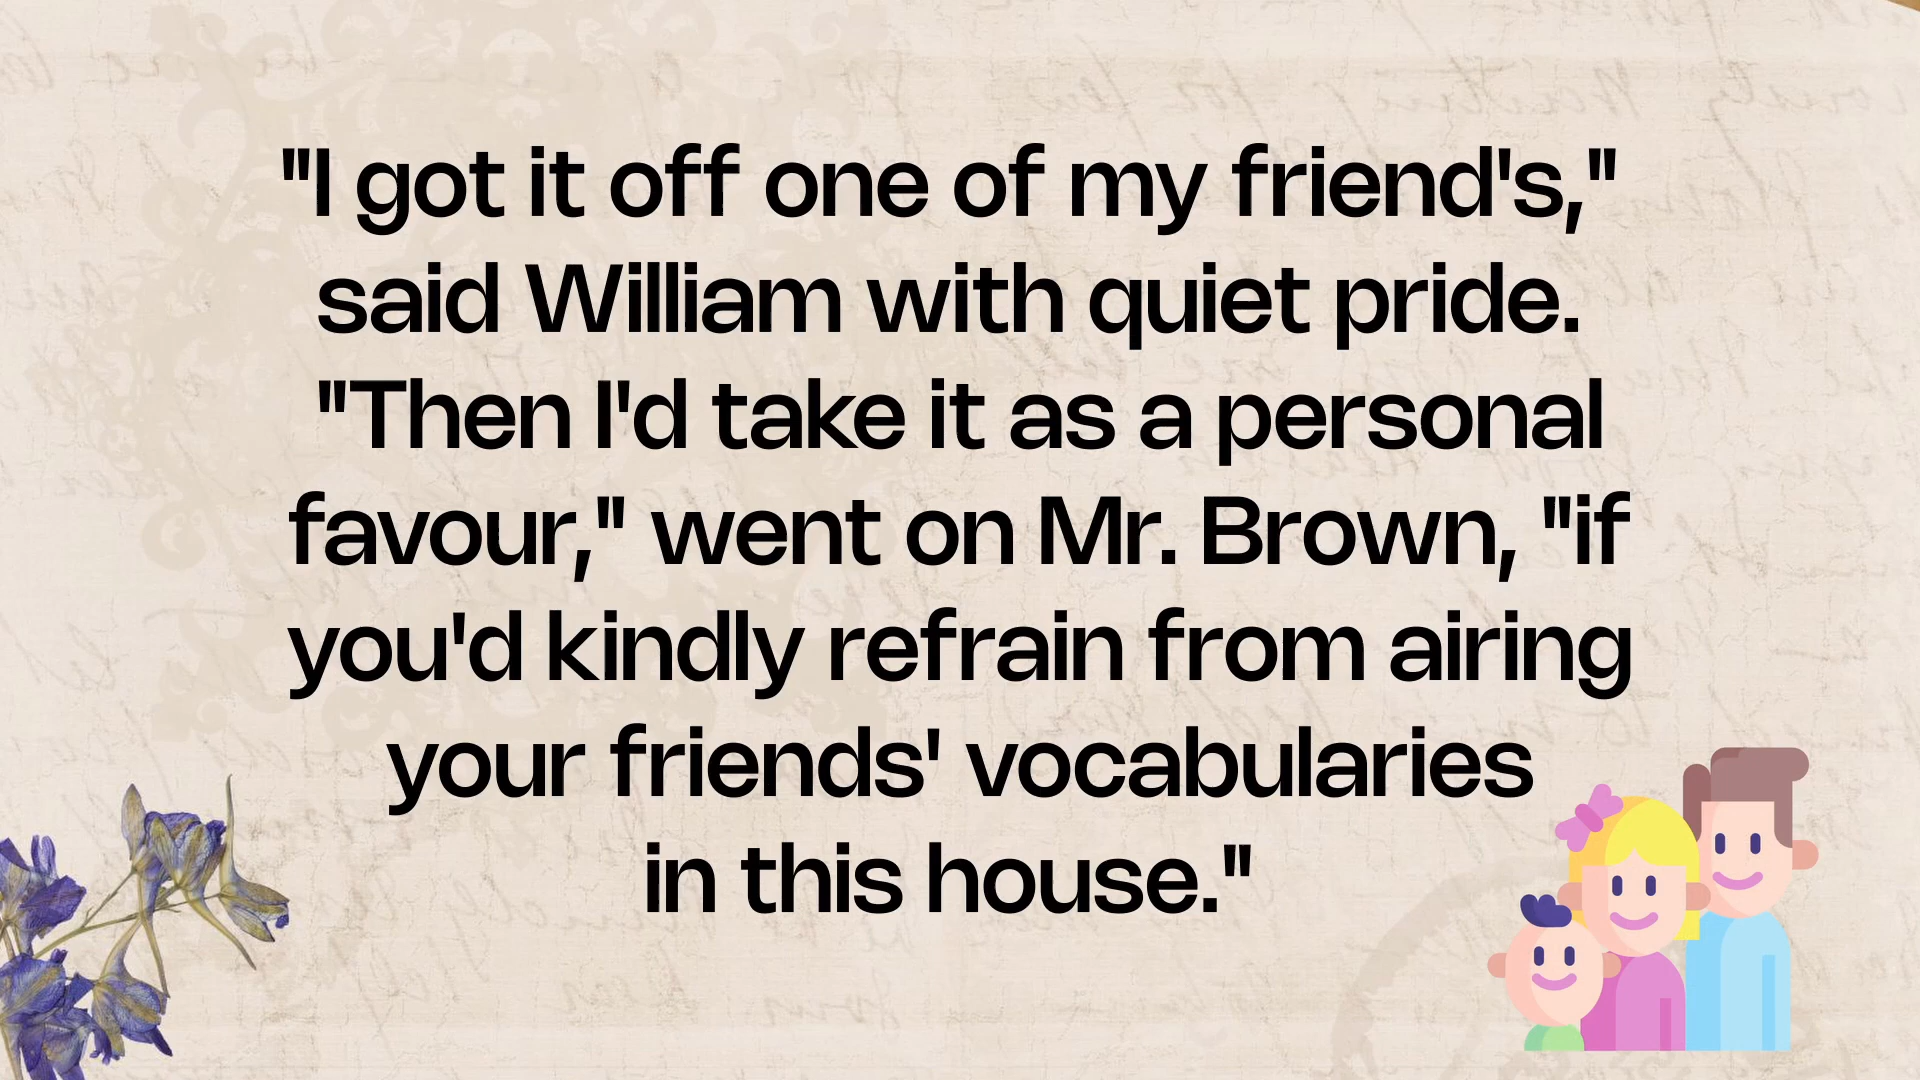 "I got it off one of my friend's,"
said William with quiet pride.
"Then I'd take it as a personal
favour," went on Mr. Brown, "if
you'd kindly refrain from airing
your friends' vocabularies
in this house."